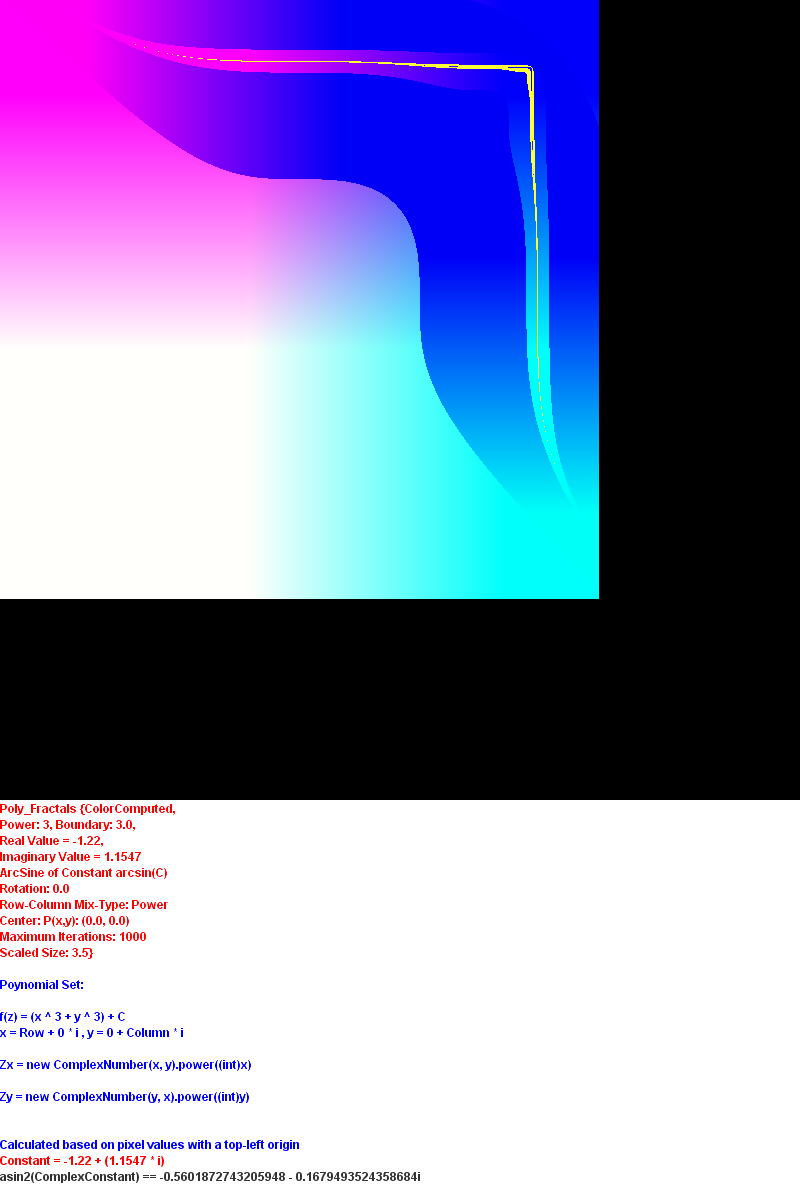 Poly_Fractals {ColorComputed,
Power: 3, Boundary: 3.0,
Real Value = -1.22,
Imaginary Value = 1.1547
ArcSine of Constant arcsin(C)
Rotation: 0.0
Row-Column Mix-Type: Power
Center: P(x,y): (0.0, 0.0)
Maximum Iterations: 1000
Scaled Size: 3.5}
Poynomial Set:
f(z) = (x ^ 3 + y ^ 3) + C
x = Row + 0 * i , y = 0 + Column * i
Zx = new ComplexNumber(x, y).power((int)x)
Zy = new ComplexNumber(y, x).power((int)y)
Calculated based on pixel values with a top-left origin
Constant = -1.22 + (1.1547 * i)
asin2(ComplexConstant) == -0.5601872743205948 - 0.1679493524358684i